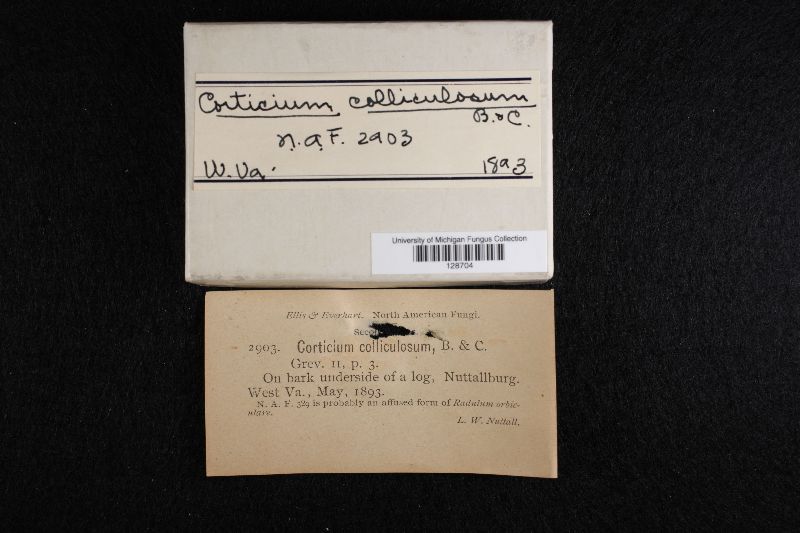 Corticium colliculosum
B. & C.
N.A.F. 2903
W. Va. 1893
University of Michigan Fungus Collection
128704
Ellis & Everhart. North American Fungi.
2903. Corticium colliculosum, B. & C.
Grev. II, p. 3.
On bark underside of a log, Nuttallburg.
West Va., May, 1893.
N. A. F. 329 is probably an affused form of Radulum orbic-
ulare.
L. W. Nuttall.